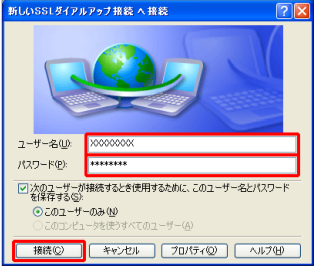 新しいSSLダイアルアップ接続 へ接続
ユーザー名(U): XXXXXXXX
パスワード(P): ********
次のユーザーが接続するとき使用するために、このユーザー名とパスワード
を保存する(S):
このユーザーのみ(N)
このコンピュータを使うすべてのユーザー(A)
接続(C) キャンセル プロパティ(O) ヘルプ(H)